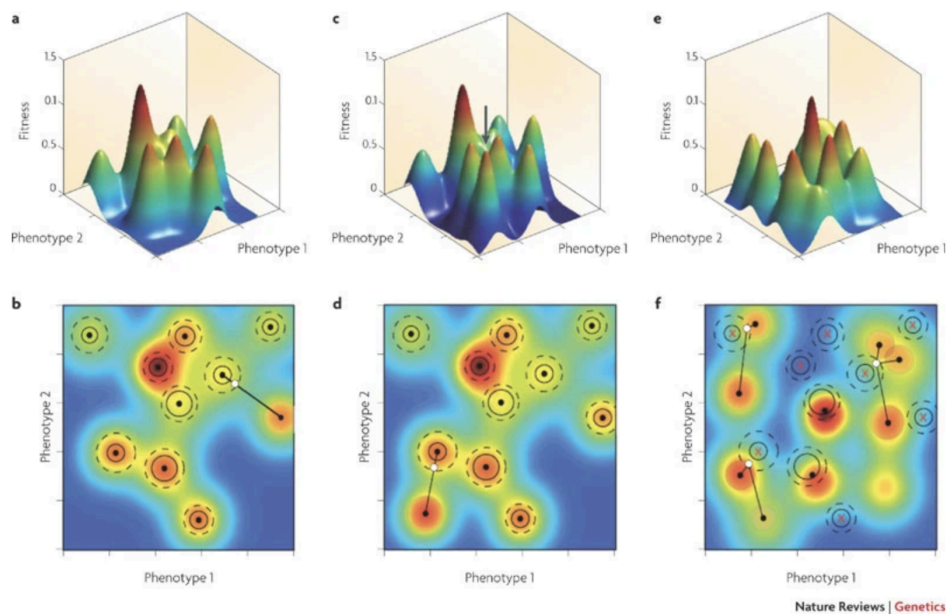 a
c
e
1.5
0.1
0.5
0
Fitness
Phenotype 2
Phenotype 1
1.5
0.1
0.5
0
Fitness
Phenotype 2
Phenotype 1
1.5
0.1
0.5
0
Fitness
Phenotype 2
Phenotype 1
b
d
f
Phenotype 2
Phenotype 1
Phenotype 2
Phenotype 1
Phenotype 2
x x x
x x
x
x
x
Phenotype 1
Nature Reviews | Genetics